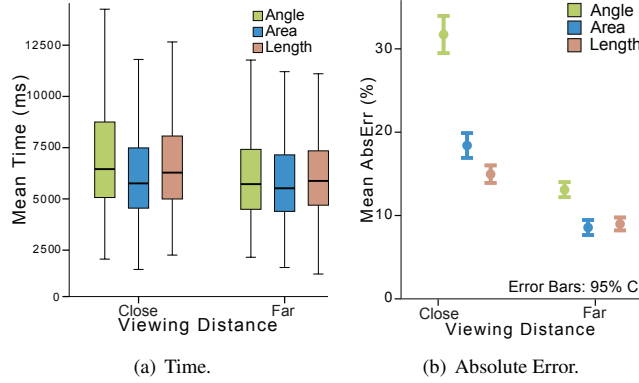 Angle
Area
Length
12500
10000
7500
5000
2500
0
Mean Time (ms)
Close
Far
Viewing Distance
(a) Time.
Angle
Area
Length
30
20
10
0
Mean AbsErr (%)
Error Bars: 95% C
Close
Far
Viewing Distance
(b) Absolute Error.